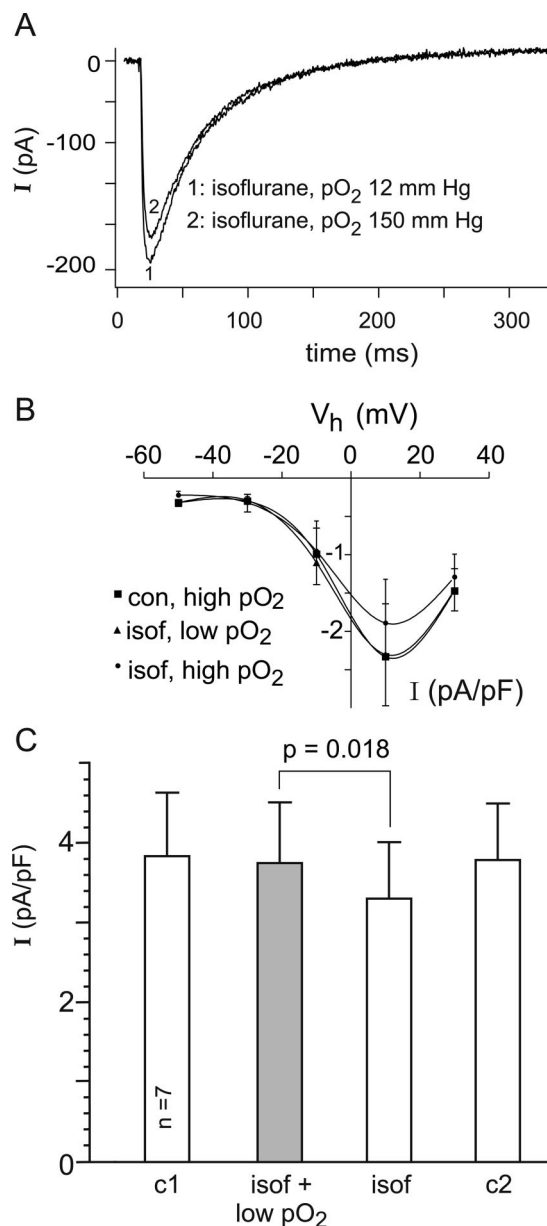 A
I (pA)
0
-100
-200
2
1
1: isoflurane, pO2 12 mm Hg
2: isoflurane, pO2 150 mm Hg
0 100 200 300
time (ms)
B
Vh (mV)
-60 -40 -20 0 20 40
-1
-2
con, high pO2
isof, low pO2
isof, high pO2
I (pA/pF)
C
p = 0.018
I (pA/pF)
4
2
0
n =7
c1 isof + isof c2
low pO2